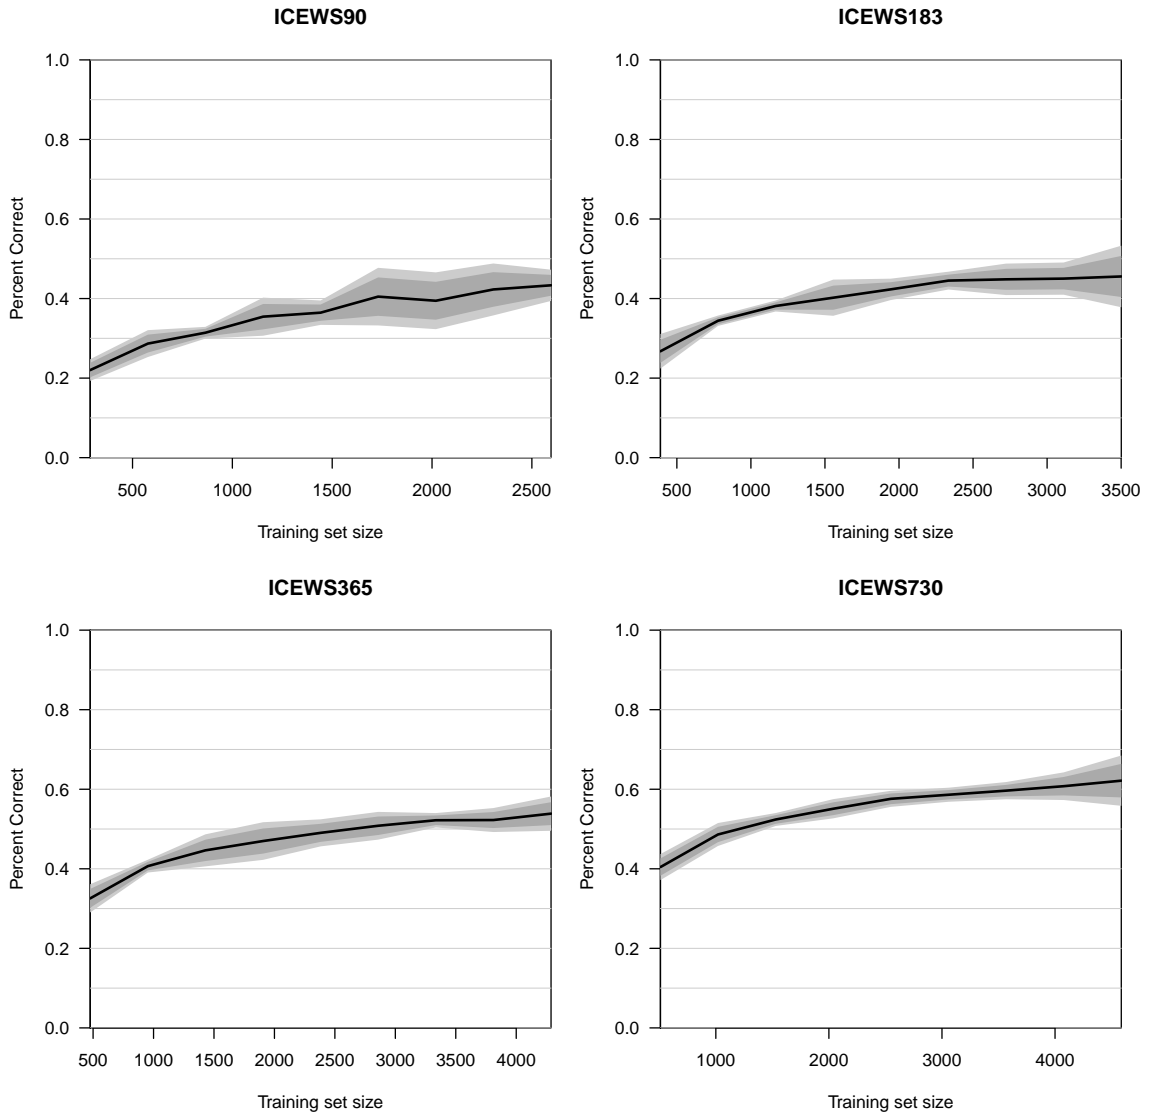 ICEWS90
1.0
0.8
0.6
0.4
0.2
0.0
Percent Correct
500 1000 1500 2000 2500
Training set size
ICEWS183
1.0
0.8
0.6
0.4
0.2
0.0
Percent Correct
500 1000 1500 2000 2500 3000 3500
Training set size
ICEWS365
1.0
0.8
0.6
0.4
0.2
0.0
Percent Correct
500 1000 1500 2000 2500 3000 3500 4000
Training set size
ICEWS730
1.0
0.8
0.6
0.4
0.2
0.0
Percent Correct
1000 2000 3000 4000
Training set size